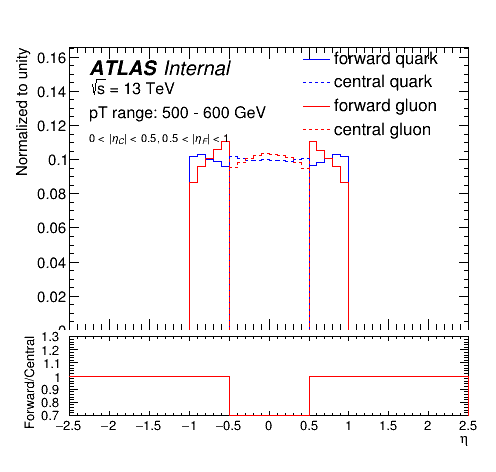 Normalized to unity
0.16
0.14
0.12
0.1
0.08
0.06
0.04
0.02
0
ATLAS Internal
√s = 13 TeV
pT range: 500 - 600 GeV
0 < |η_C| < 0.5, 0.5 < |η_F| < 1
forward quark
central quark
forward gluon
central gluon
Forward/Central
1.3
1.2
1.1
1
0.9
0.8
0.7
−2.5 −2 −1.5 −1 −0.5 0 0.5 1 1.5 2 2.5
η